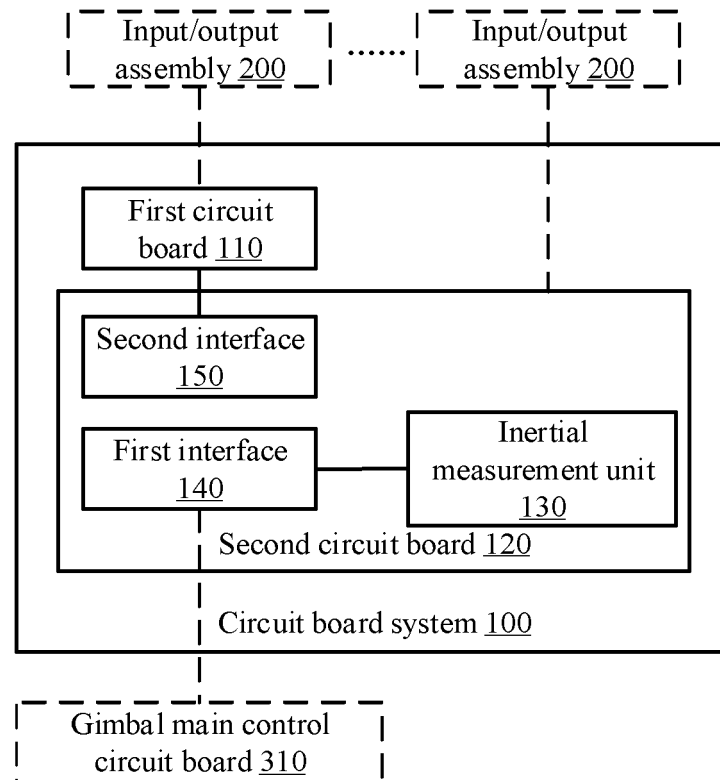 Input/output
assembly 200
......
Input/output
assembly 200
First circuit
board 110
Second interface
150
First interface
140
Inertial
measurement unit
130
Second circuit board 120
Circuit board system 100
Gimbal main control
circuit board 310